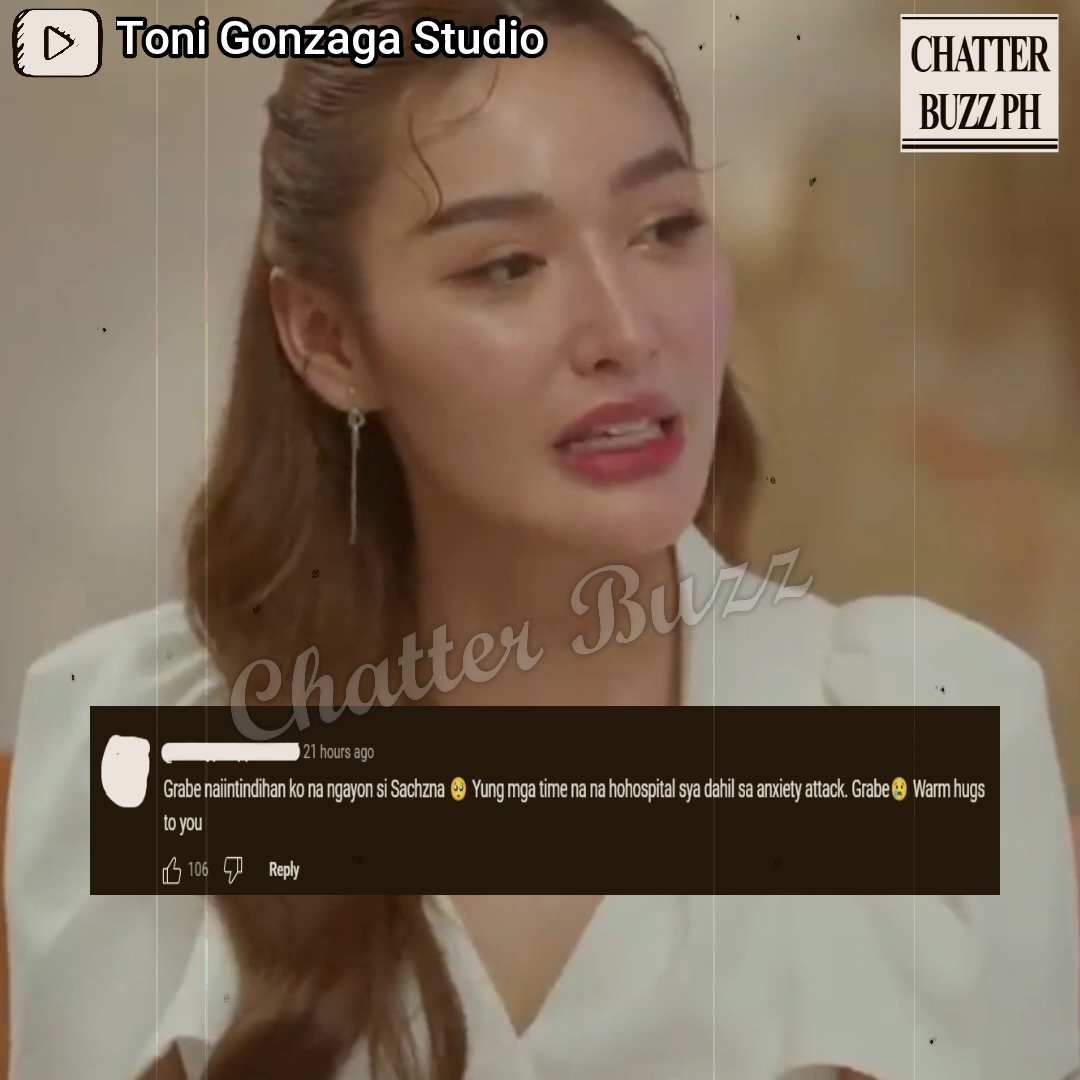 Toni Gonzaga Studio
CHATTER
BUZZ PH
Chatter Buzz
21 hours ago
Grabe naiintindihan ko na ngayon si Sachzna 🥺 Yung mga time na na hohospital sya dahil sa anxiety attack. Grabe😢 Warm hugs
to you
106
Reply